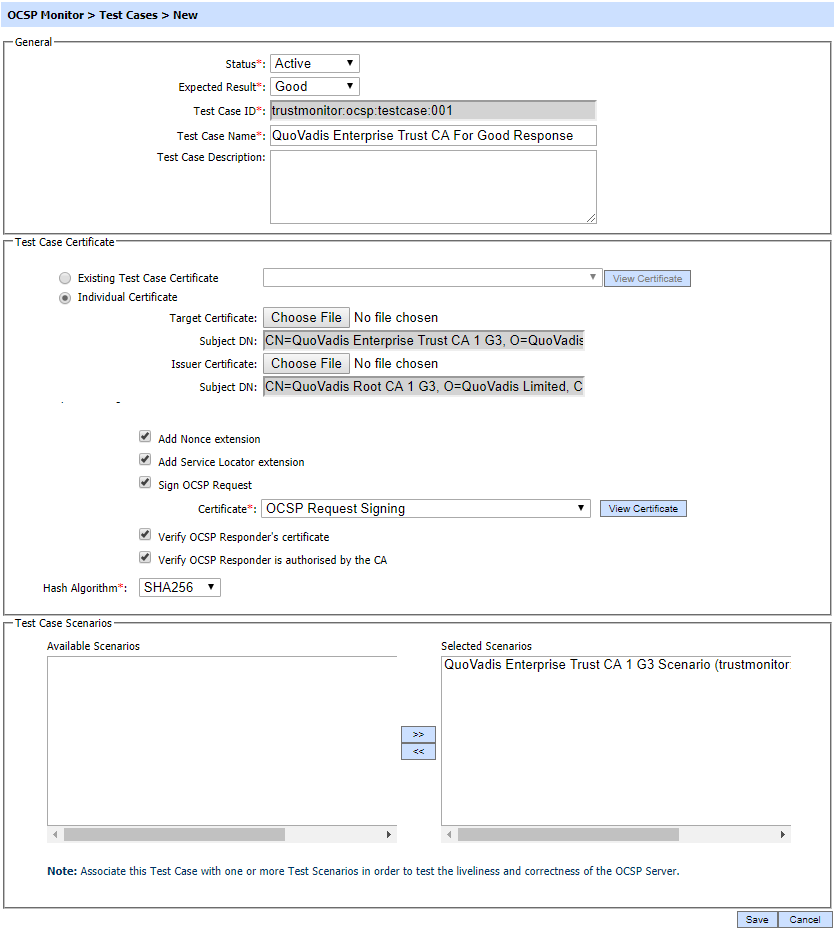 OCSP Monitor > Test Cases > New
General
Status*: Active
Expected Result*: Good
Test Case ID*: trustmonitor:ocsp:testcase:001
Test Case Name*: QuoVadis Enterprise Trust CA For Good Response
Test Case Description:
Test Case Certificate
Existing Test Case Certificate View Certificate
Individual Certificate
Target Certificate: Choose File No file chosen
Subject DN: CN=QuoVadis Enterprise Trust CA 1 G3, O=QuoVadis
Issuer Certificate: Choose File No file chosen
Subject DN: CN=QuoVadis Root CA 1 G3, O=QuoVadis Limited, C
Add Nonce extension
Add Service Locator extension
Sign OCSP Request
Certificate*: OCSP Request Signing View Certificate
Verify OCSP Responder's certificate
Verify OCSP Responder is authorised by the CA
Hash Algorithm*: SHA256
Test Case Scenarios
Available Scenarios Selected Scenarios
QuoVadis Enterprise Trust CA 1 G3 Scenario (trustmonitor:
>>
<<
Note: Associate this Test Case with one or more Test Scenarios in order to test the liveliness and correctness of the OCSP Server.
Save Cancel